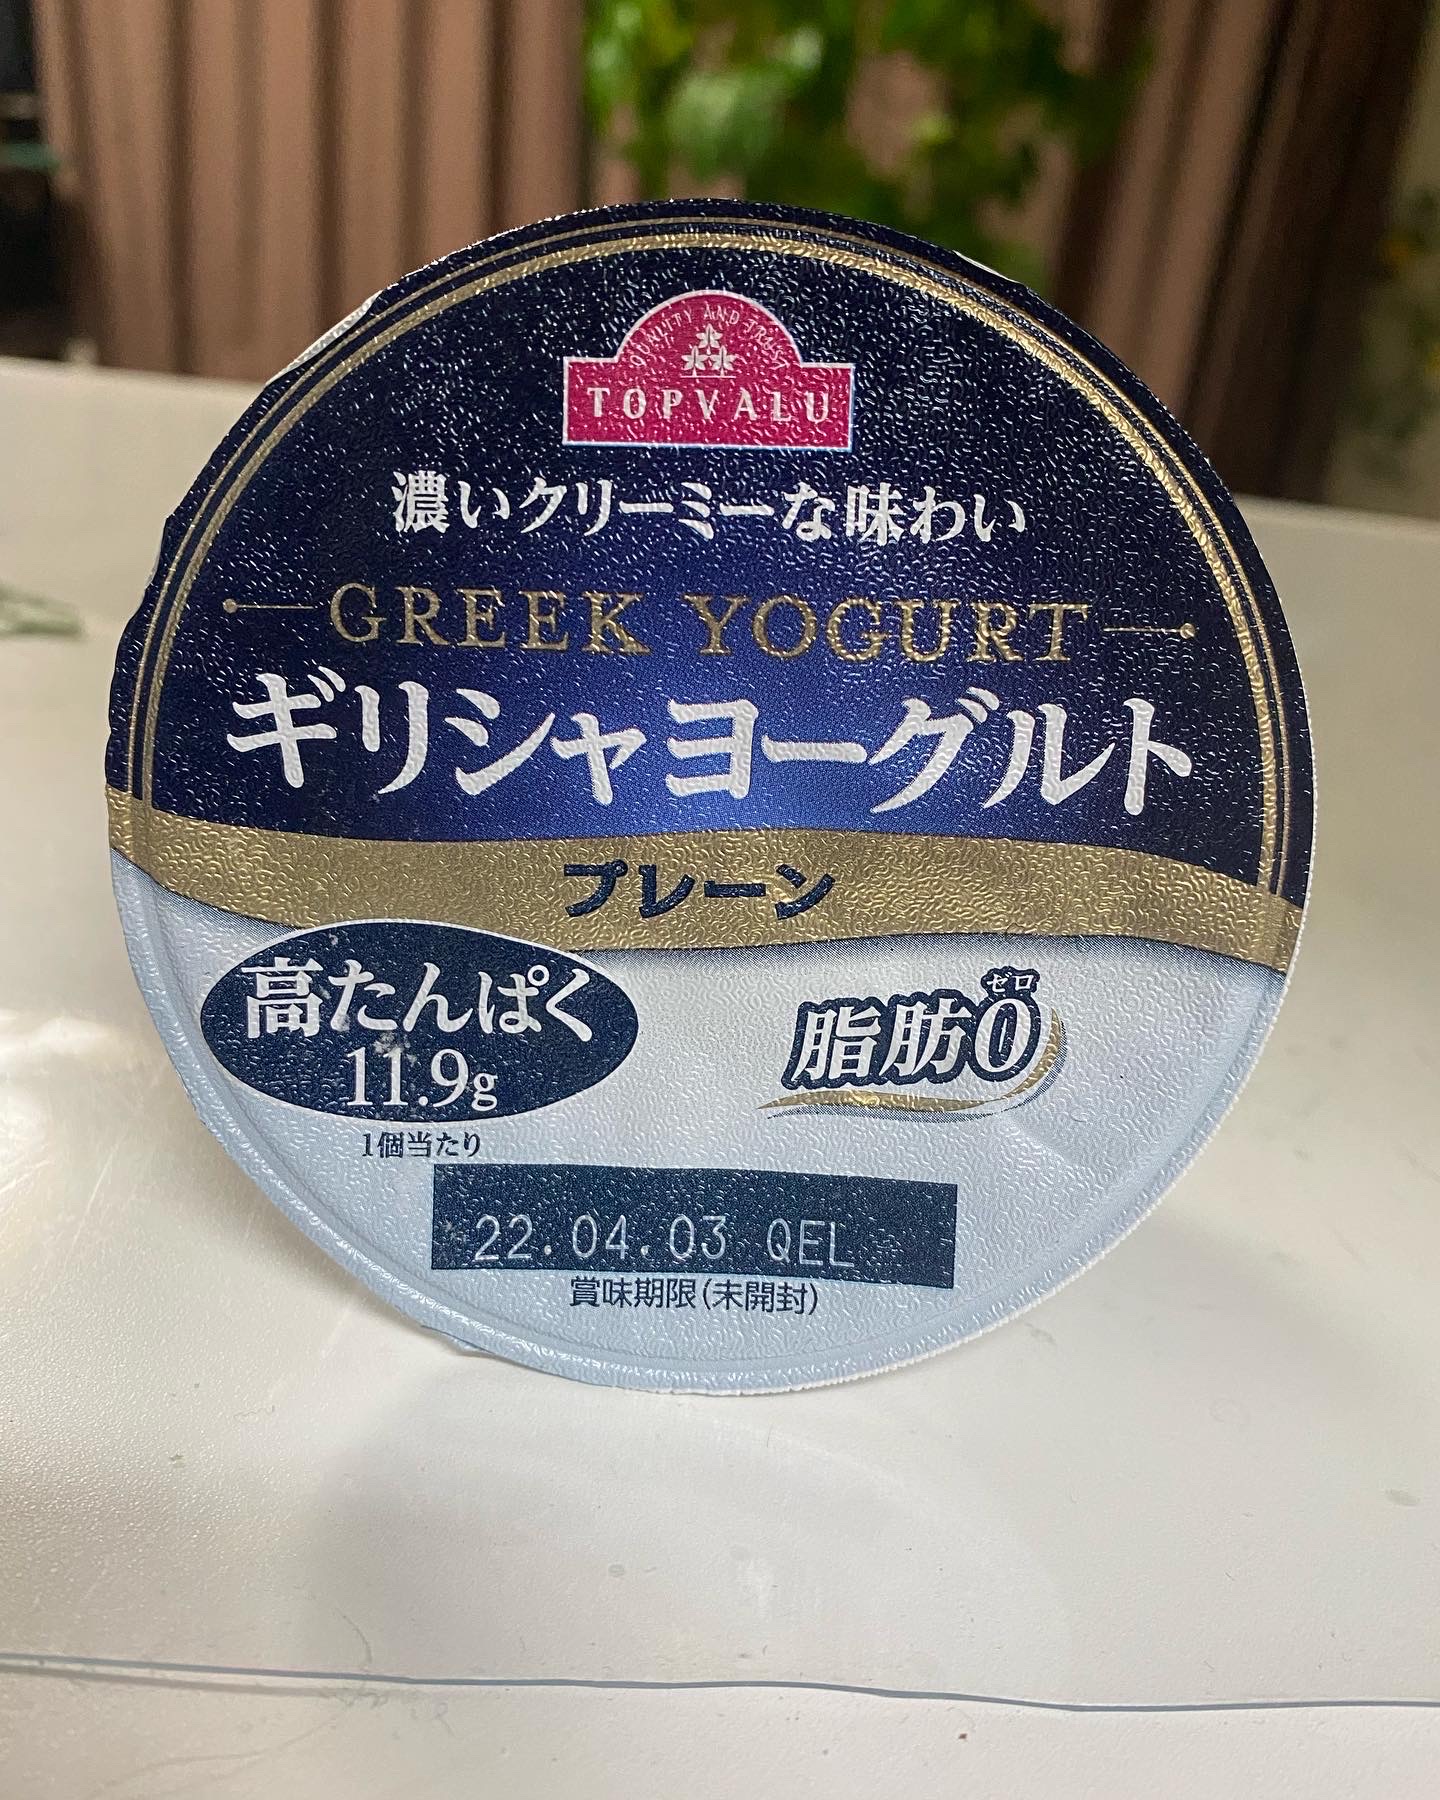 QUALITY AND TRUST
TOPVALU
濃いクリーミーな味わい
GREEK YOGURT
ギリシャヨーグルト
プレーン
高たんぱく
11.9g
1個当たり
ゼロ
脂肪0
22.04.03 QEL
賞味期限(未開封)